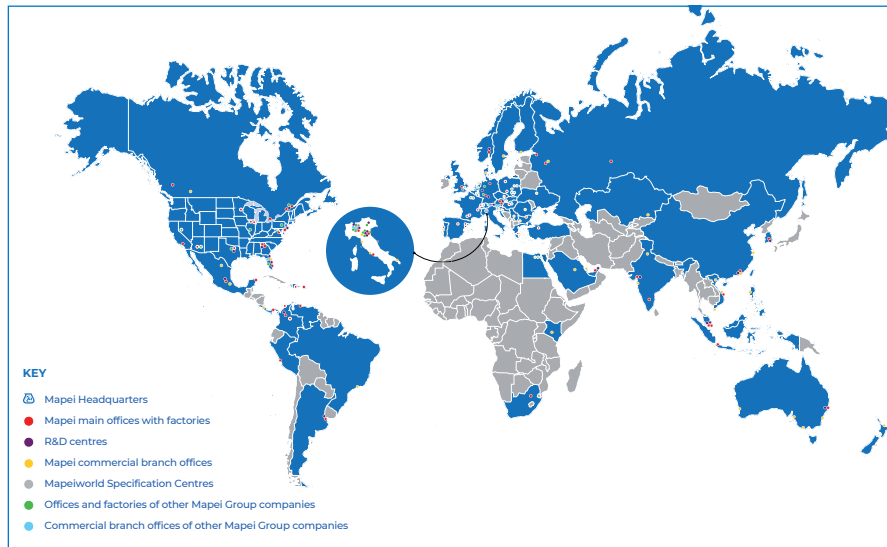 KEY
Mapei Headquarters
Mapei main offices with factories
R&D centres
Mapei commercial branch offices
Mapeiworld Specification Centres
Offices and factories of other Mapei Group companies
Commercial branch offices of other Mapei Group companies